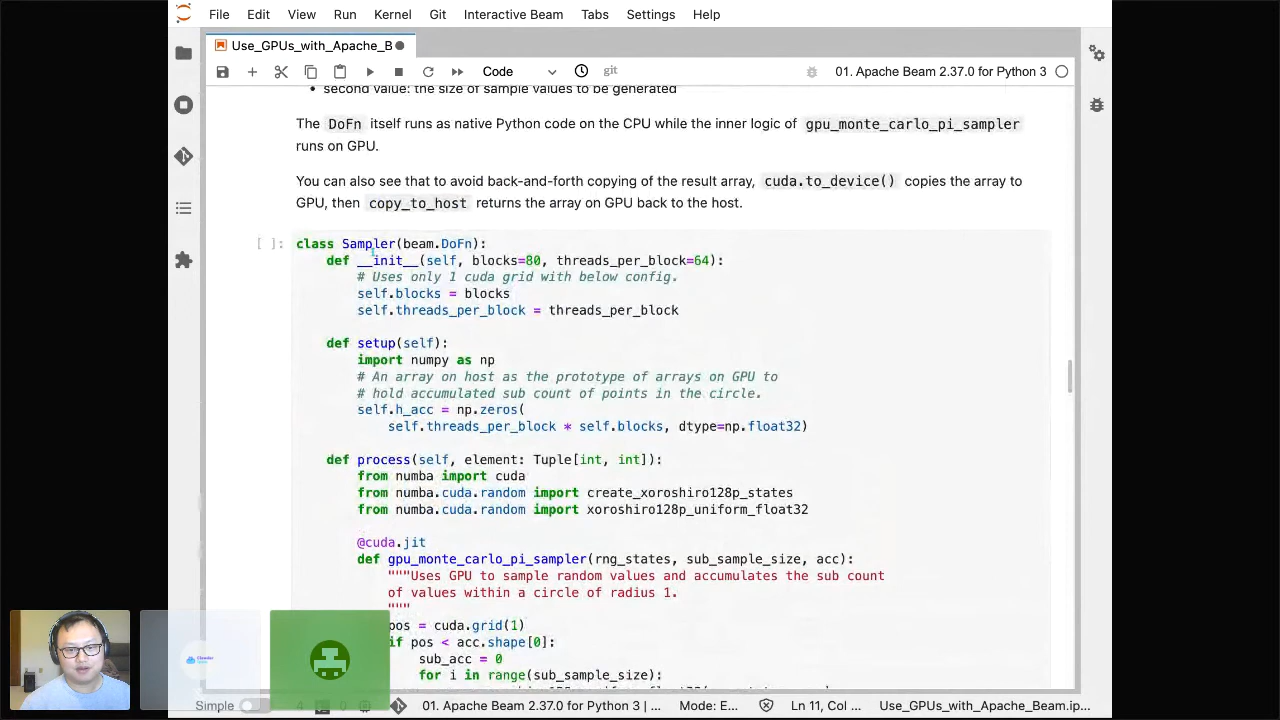 File Edit View Run Kernel Git Interactive Beam Tabs Settings Help
Use_GPUs_with_Apache_B
Code git 01. Apache Beam 2.37.0 for Python 3
• second value: the size of sample values to be generated
The DoFn itself runs as native Python code on the CPU while the inner logic of gpu_monte_carlo_pi_sampler
runs on GPU.
You can also see that to avoid back-and-forth copying of the result array, cuda.to_device() copies the array to
GPU, then copy_to_host returns the array on GPU back to the host.
[ ]: class Sampler(beam.DoFn):
def __init__(self, blocks=80, threads_per_block=64):
# Uses only 1 cuda grid with below config.
self.blocks = blocks
self.threads_per_block = threads_per_block
def setup(self):
import numpy as np
# An array on host as the prototype of arrays on GPU to
# hold accumulated sub count of points in the circle.
self.h_acc = np.zeros(
self.threads_per_block * self.blocks, dtype=np.float32)
def process(self, element: Tuple[int, int]):
from numba import cuda
from numba.cuda.random import create_xoroshiro128p_states
from numba.cuda.random import xoroshiro128p_uniform_float32
@cuda.jit
def gpu_monte_carlo_pi_sampler(rng_states, sub_sample_size, acc):
"""Uses GPU to sample random values and accumulates the sub count
of values within a circle of radius 1.
"""
pos = cuda.grid(1)
if pos < acc.shape[0]:
sub_acc = 0
for i in range(sub_sample_size):
Simple 4 0 01. Apache Beam 2.37.0 for Python 3 | ... Mode: E... Ln 11, Col ... Use_GPUs_with_Apache_Beam.ip...